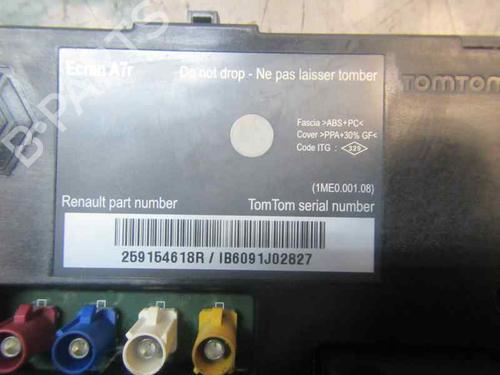 Ecran A7r
Do not drop - Ne pas laisser tomber
TOMTOM
Fascia >ABS+PC<
Cover >PPA+30% GF<
Code ITG : 325
(1ME0.001.08)
Renault part number
TomTom serial number
259154618R / IB6091J02827